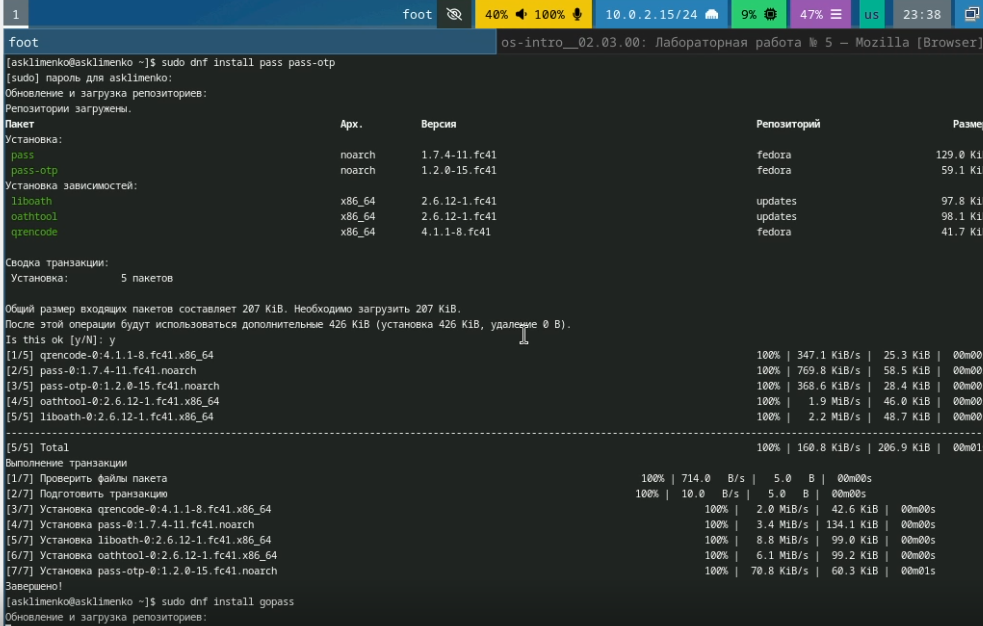 1 foot 40% 100% 10.0.2.15/24 9% 47% us 23:38
foot os-intro__02.03.00: Лабораторная работа № 5 — Mozilla [Browser]
[asklimenko@asklimenko ~]$ sudo dnf install pass pass-otp
[sudo] пароль для asklimenko:
Обновление и загрузка репозиториев:
Репозитории загружены.
Пакет Арх. Версия Репозиторий Разме
Установка:
pass noarch 1.7.4-11.fc41 fedora 129.0 Ki
pass-otp noarch 1.2.0-15.fc41 fedora 59.1 Ki
Установка зависимостей:
liboath x86_64 2.6.12-1.fc41 updates 97.8 Ki
oathtool x86_64 2.6.12-1.fc41 updates 98.1 Ki
qrencode x86_64 4.1.1-8.fc41 fedora 41.7 Ki
Сводка транзакции:
Установка: 5 пакетов
Общий размер входящих пакетов составляет 207 KiB. Необходимо загрузить 207 KiB.
После этой операции будут использоваться дополнительные 426 KiB (установка 426 KiB, удаление 0 B).
Is this ok [y/N]: y
[1/5] qrencode-0:4.1.1-8.fc41.x86_64 100% | 347.1 KiB/s | 25.3 KiB | 00m00
[2/5] pass-0:1.7.4-11.fc41.noarch 100% | 769.8 KiB/s | 58.5 KiB | 00m00
[3/5] pass-otp-0:1.2.0-15.fc41.noarch 100% | 368.6 KiB/s | 28.4 KiB | 00m00
[4/5] oathtool-0:2.6.12-1.fc41.x86_64 100% | 1.9 MiB/s | 46.0 KiB | 00m00
[5/5] liboath-0:2.6.12-1.fc41.x86_64 100% | 2.2 MiB/s | 48.7 KiB | 00m00
--------------------------------------------------------------------------------
[5/5] Total 100% | 160.8 KiB/s | 206.9 KiB | 00m01
Выполнение транзакции
[1/7] Проверить файлы пакета 100% | 714.0 B/s | 5.0 B | 00m00s
[2/7] Подготовить транзакцию 100% | 10.0 B/s | 5.0 B | 00m00s
[3/7] Установка qrencode-0:4.1.1-8.fc41.x86_64 100% | 2.0 MiB/s | 42.6 KiB | 00m00s
[4/7] Установка pass-0:1.7.4-11.fc41.noarch 100% | 3.4 MiB/s | 134.1 KiB | 00m00s
[5/7] Установка liboath-0:2.6.12-1.fc41.x86_64 100% | 8.8 MiB/s | 99.0 KiB | 00m00s
[6/7] Установка oathtool-0:2.6.12-1.fc41.x86_64 100% | 6.1 MiB/s | 99.2 KiB | 00m00s
[7/7] Установка pass-otp-0:1.2.0-15.fc41.noarch 100% | 70.8 KiB/s | 60.3 KiB | 00m01s
Завершено!
[asklimenko@asklimenko ~]$ sudo dnf install gopass
Обновление и загрузка репозиториев: